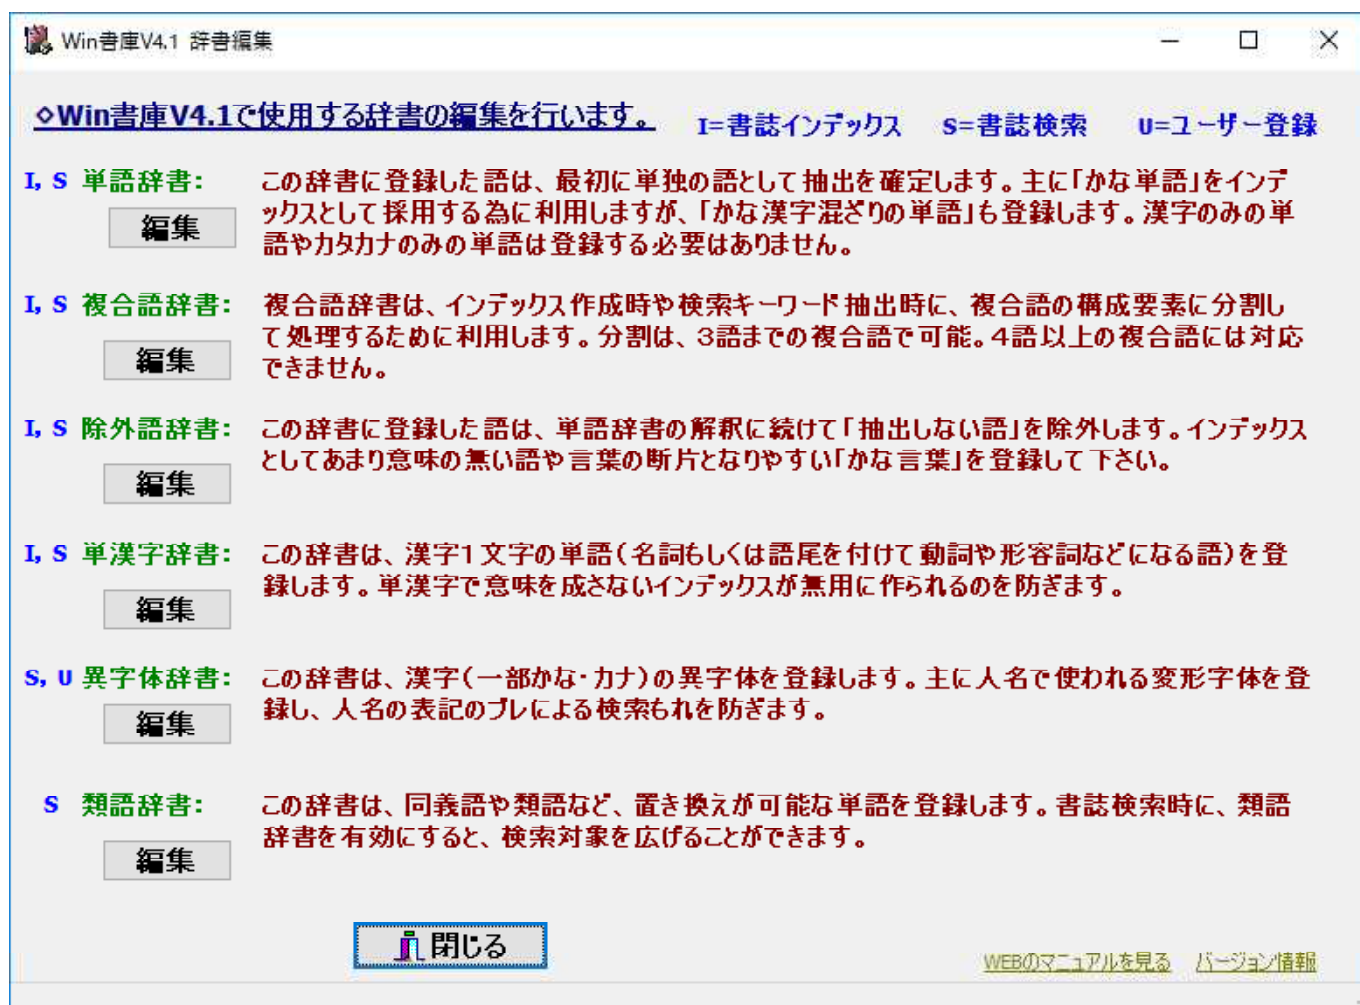 Win書庫V4.1 辞書編集
◇Win書庫V4.1で使用する辞書の編集を行います。 I=書誌インデックス S=書誌検索 U=ユーザー登録
I, S 単語辞書: この辞書に登録した語は、最初に単独の語として抽出を確定します。主に「かな単語」をインデ
編集 ックスとして採用する為に利用しますが、「かな漢字混ざりの単語」も登録します。漢字のみの単
語やカタカナのみの単語は登録する必要はありません。
I, S 複合語辞書: 複合語辞書は、インデックス作成時や検索キーワード抽出時に、複合語の構成要素に分割し
て処理するために利用します。分割は、3語までの複合語で可能。4語以上の複合語には対応
編集 できません。
I, S 除外語辞書: この辞書に登録した語は、単語辞書の解釈に続けて「抽出しない語」を除外します。インデックス
としてあまり意味の無い語や言葉の断片となりやすい「かな言葉」を登録して下さい。
編集
I, S 単漢字辞書: この辞書は、漢字1文字の単語(名詞もしくは語尾を付けて動詞や形容詞などになる語)を登
録します。単漢字で意味を成さないインデックスが無用に作られるのを防ぎます。
編集
S, U 異字体辞書: この辞書は、漢字(一部かな・カナ)の異字体を登録します。主に人名で使われる変形字体を登
録し、人名の表記のブレによる検索もれを防ぎます。
編集
S 類語辞書: この辞書は、同義語や類語など、置き換えが可能な単語を登録します。書誌検索時に、類語
辞書を有効にすると、検索対象を広げることができます。
編集
閉じる
WEBのマニュアルを見る バージョン情報